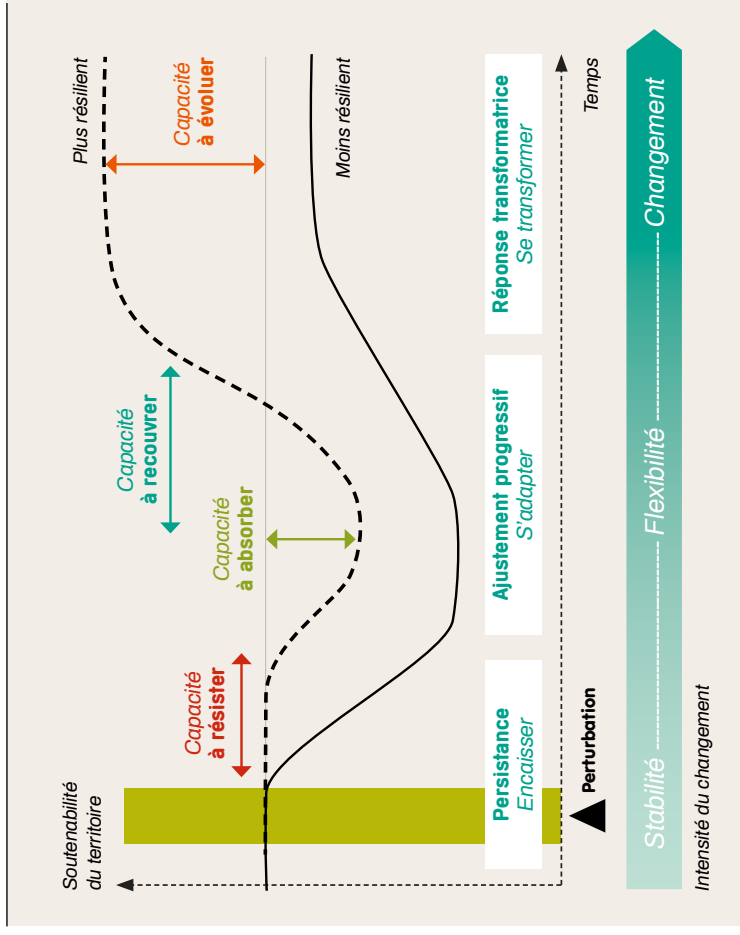 Soutenabilité
du territoire
Plus résilient
Capacité
à résister
Capacité
à absorber
Capacité
à recouvrer
Capacité
à évoluer
Moins résilient
Persistance
Encaisser
Ajustement progressif
S'adapter
Réponse transformatrice
Se transformer
Perturbation
Temps
Stabilité
Flexibilité
Changement
Intensité du changement